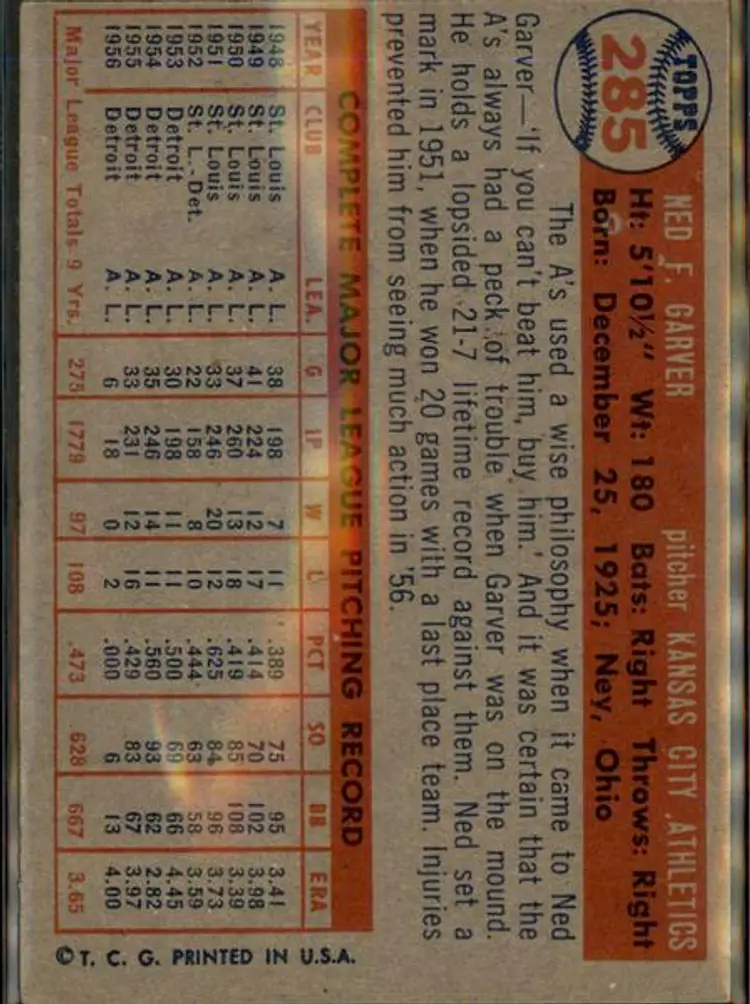 TOPPS
285
NED F. GARVER pitcher KANSAS CITY ATHLETICS
Ht: 5'10½" Wt: 180 Bats: Right Throws: Right
Born: December 25, 1925; Ney, Ohio
The A's used a wise philosophy when it came to Ned
Garver—'If you can't beat him, buy him.' And it was certain that the
A's always had a peck of trouble when Garver was on the mound.
He holds a lopsided 21-7 lifetime record against them. Ned set a
mark in 1951, when he won 20 games with a last place team. Injuries
prevented him from seeing much action in '56.
COMPLETE MAJOR LEAGUE PITCHING RECORD
YEAR CLUB LEA. G IP W L PCT SO BB ERA
1948 St. Louis A. L. 38 198 7 11 .389 75 95 3.41
1949 St. Louis A. L. 41 224 12 17 .414 70 102 3.98
1950 St. Louis A. L. 37 260 13 18 .419 85 108 3.39
1951 St. Louis A. L. 33 246 20 12 .625 84 96 3.73
1952 St. L.-Det. A. L. 22 158 8 10 .444 63 58 3.59
1953 Detroit A. L. 30 198 11 11 .500 69 66 4.45
1954 Detroit A. L. 35 246 14 11 .560 93 62 2.82
1955 Detroit A. L. 33 231 12 16 .429 83 67 3.97
1956 Detroit A. L. 6 18 0 2 .000 6 13 4.00
Major League Totals 9 Yrs. 275 1779 97 108 .473 628 667 3.65
© T. C. G. PRINTED IN U.S.A.